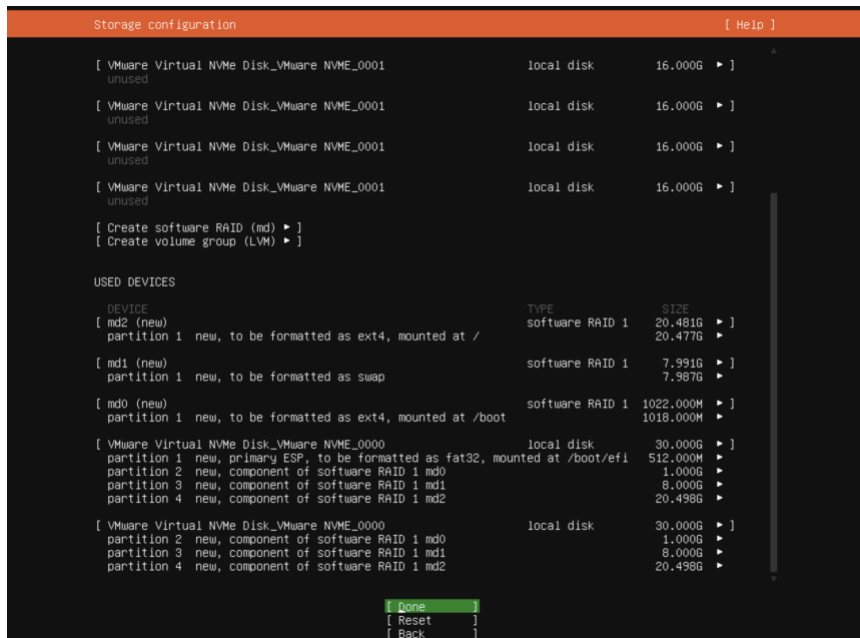 Storage configuration [ Help ]
[ VMware Virtual NVMe Disk_VMware NVME_0001 local disk 16.000G ► ]
unused
[ VMware Virtual NVMe Disk_VMware NVME_0001 local disk 16.000G ► ]
unused
[ VMware Virtual NVMe Disk_VMware NVME_0001 local disk 16.000G ► ]
unused
[ VMware Virtual NVMe Disk_VMware NVME_0001 local disk 16.000G ► ]
unused
[ Create software RAID (md) ► ]
[ Create volume group (LVM) ► ]
USED DEVICES
DEVICE TYPE SIZE
[ md2 (new) software RAID 1 20.481G ► ]
partition 1 new, to be formatted as ext4, mounted at / 20.477G ►
[ md1 (new) software RAID 1 7.991G ► ]
partition 1 new, to be formatted as swap 7.987G ►
[ md0 (new) software RAID 1 1022.000M ► ]
partition 1 new, to be formatted as ext4, mounted at /boot 1018.000M ►
[ VMware Virtual NVMe Disk_VMware NVME_0000 local disk 30.000G ► ]
partition 1 new, primary ESP, to be formatted as fat32, mounted at /boot/efi 512.000M ►
partition 2 new, component of software RAID 1 md0 1.000G ►
partition 3 new, component of software RAID 1 md1 8.000G ►
partition 4 new, component of software RAID 1 md2 20.498G ►
[ VMware Virtual NVMe Disk_VMware NVME_0000 local disk 30.000G ► ]
partition 2 new, component of software RAID 1 md0 1.000G ►
partition 3 new, component of software RAID 1 md1 8.000G ►
partition 4 new, component of software RAID 1 md2 20.498G ►
[ Done ]
[ Reset ]
[ Back ]